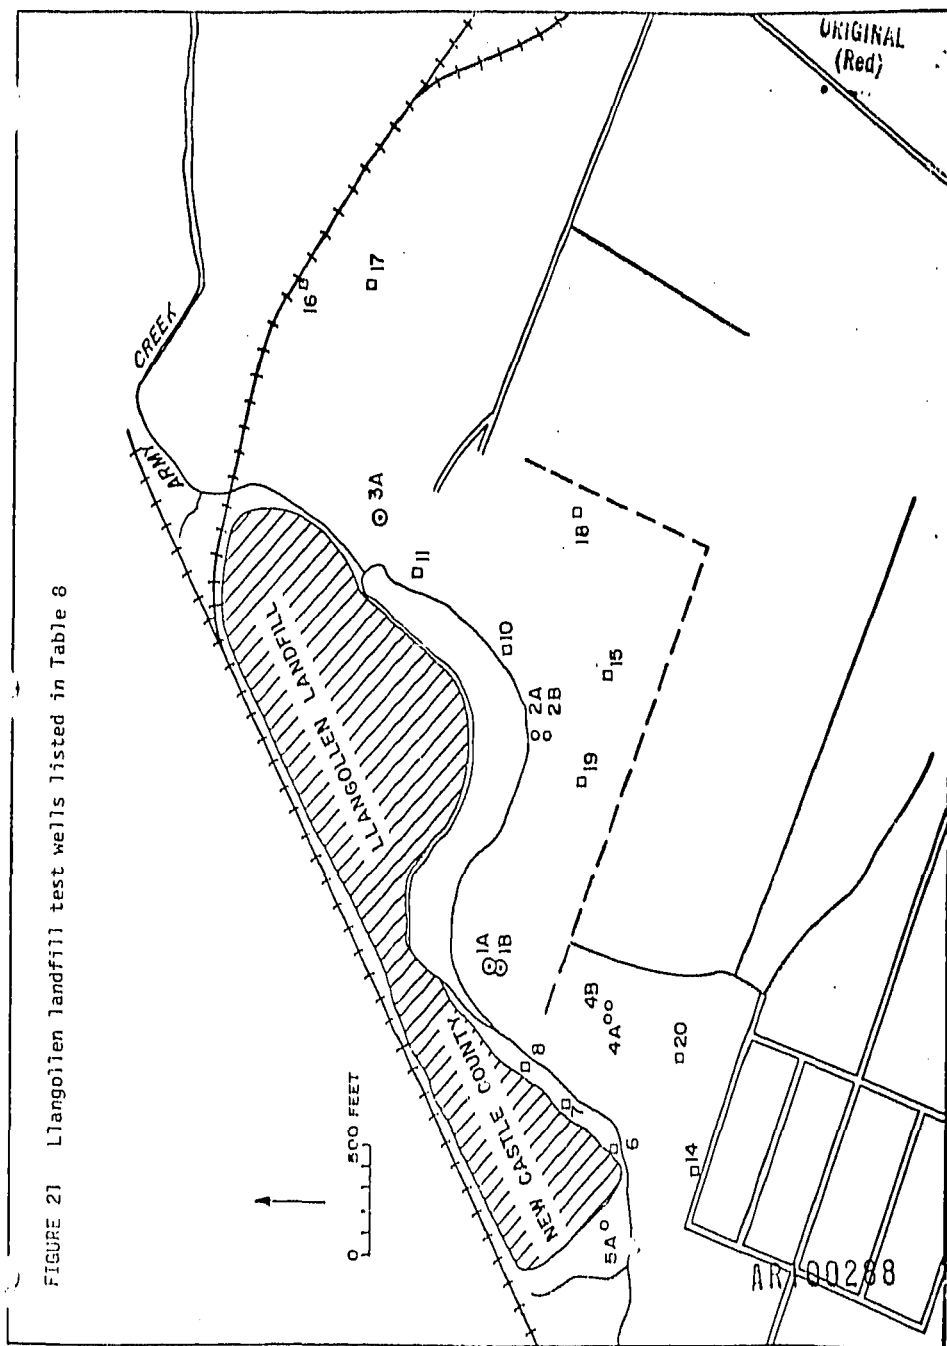 FIGURE 21 Llangollen landfill test wells listed in Table 8
ORIGINAL
(Red)
ARMY CREEK
LLANGOLLEN LANDFILL
NEW CASTLE COUNTY
0 500 FEET
16
17
3A
11
18
10
15
2A
2B
19
1A
1B
4B
4A
8
7
20
6
14
5A
AR100288